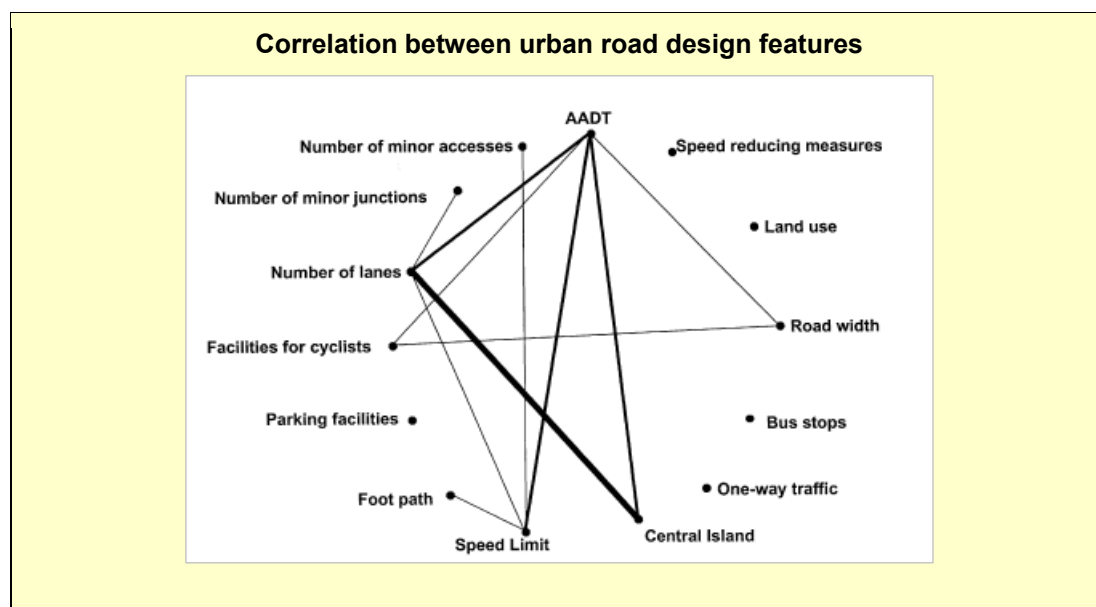 Correlation between urban road design features
AADT
Number of minor accesses
Speed reducing measures
Number of minor junctions
Land use
Number of lanes
Road width
Facilities for cyclists
Parking facilities
Bus stops
One-way traffic
Foot path
Central Island
Speed Limit